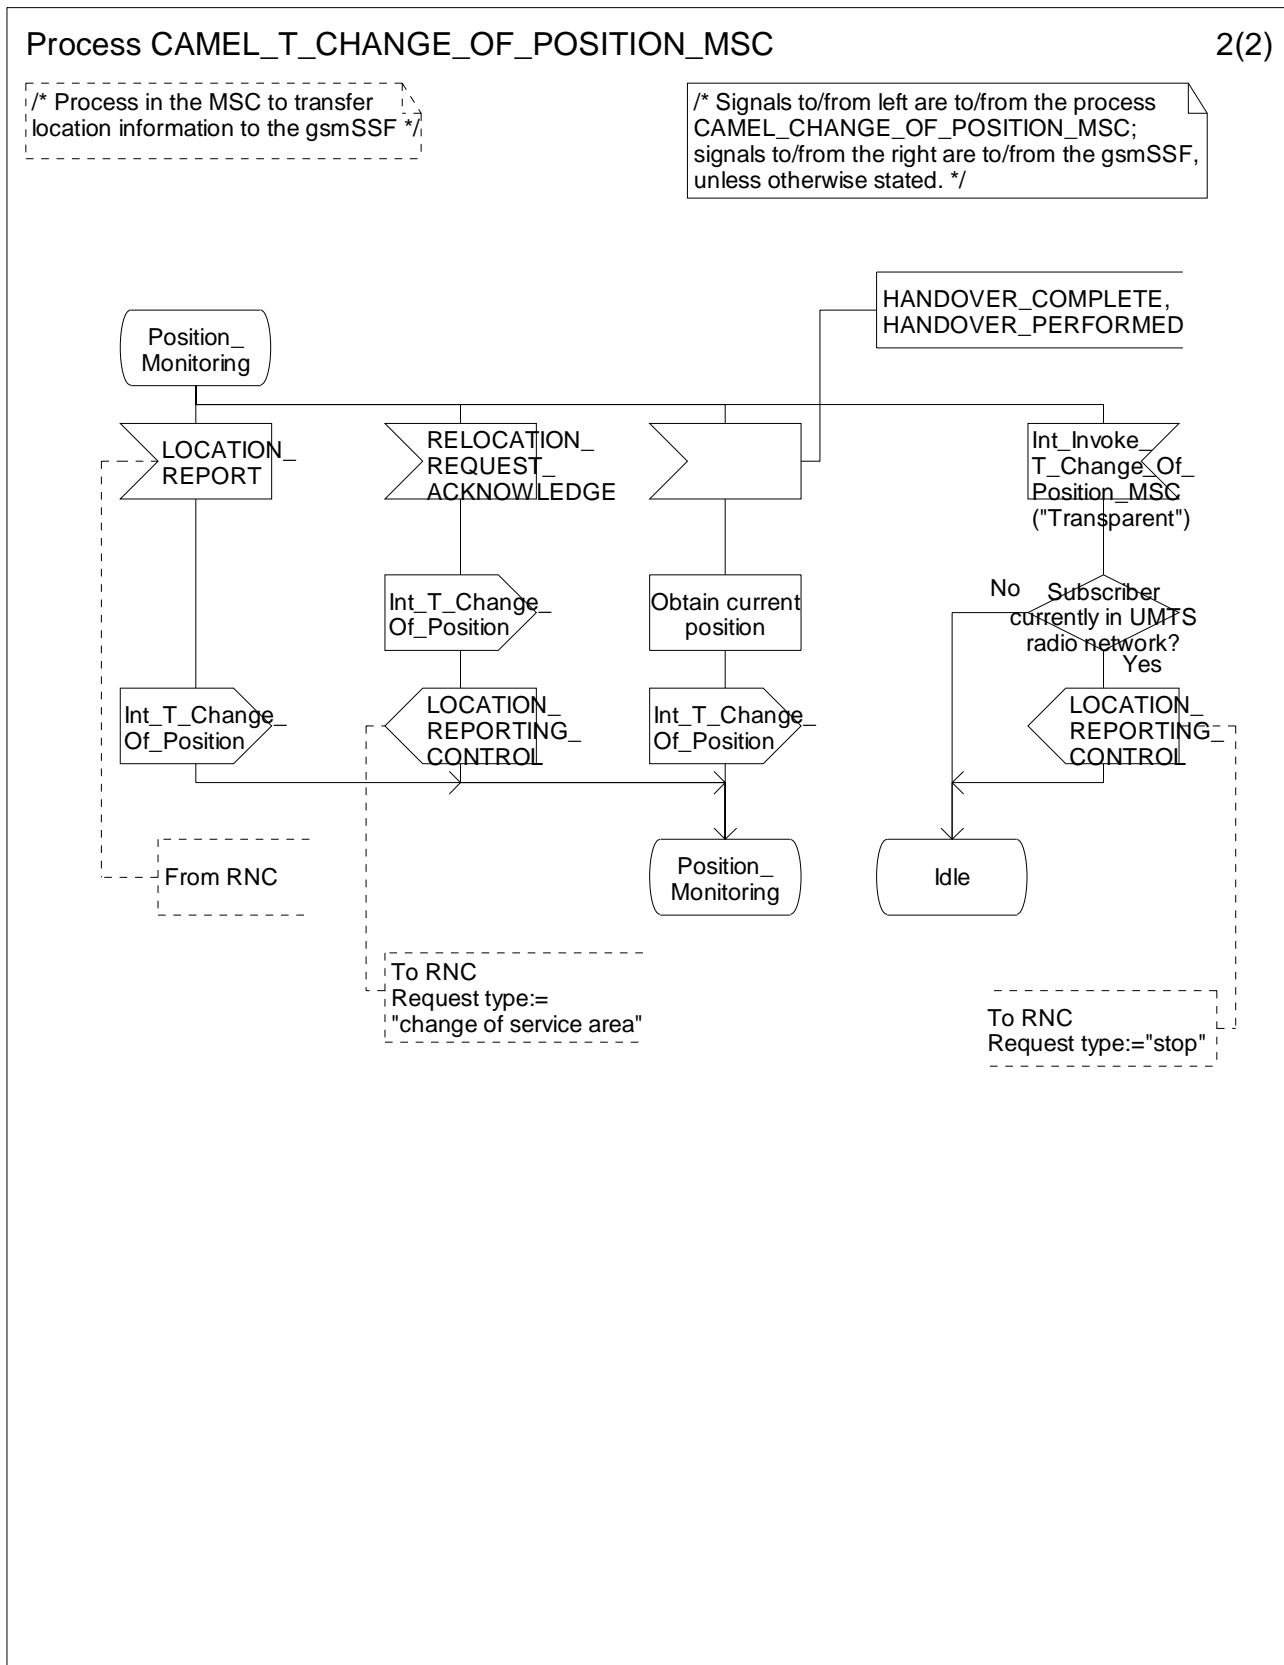 Process CAMEL_T_CHANGE_OF_POSITION_MSC
2(2)
/* Process in the MSC to transfer
location information to the gsmSSF */
/* Signals to/from left are to/from the process
CAMEL_CHANGE_OF_POSITION_MSC;
signals to/from the right are to/from the gsmSSF,
unless otherwise stated. */
HANDOVER_COMPLETE,
HANDOVER_PERFORMED
Position_
Monitoring
LOCATION_
REPORT
RELOCATION_
REQUEST_
ACKNOWLEDGE
Int_Invoke_
T_Change_Of_
Position_MSC
("Transparent")
Int_T_Change_
Of_Position
Obtain current
position
No
Subscriber
currently in UMTS
radio network?
Yes
Int_T_Change_
Of_Position
LOCATION_
REPORTING_
CONTROL
Int_T_Change_
Of_Position
LOCATION_
REPORTING_
CONTROL
From RNC
Position_
Monitoring
Idle
To RNC
Request type:=
"change of service area"
To RNC
Request type:="stop"